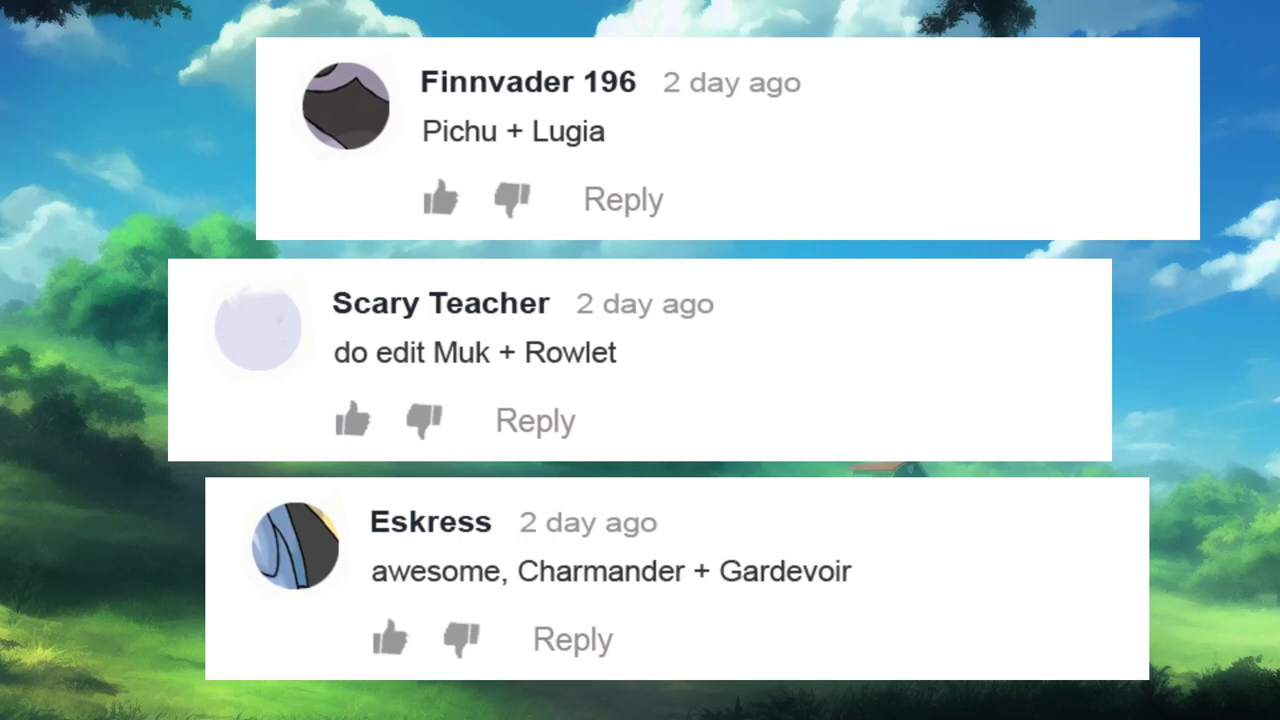 Finnvader 196 2 day ago
Pichu + Lugia
Reply
Scary Teacher 2 day ago
do edit Muk + Rowlet
Reply
Eskress 2 day ago
awesome, Charmander + Gardevoir
Reply